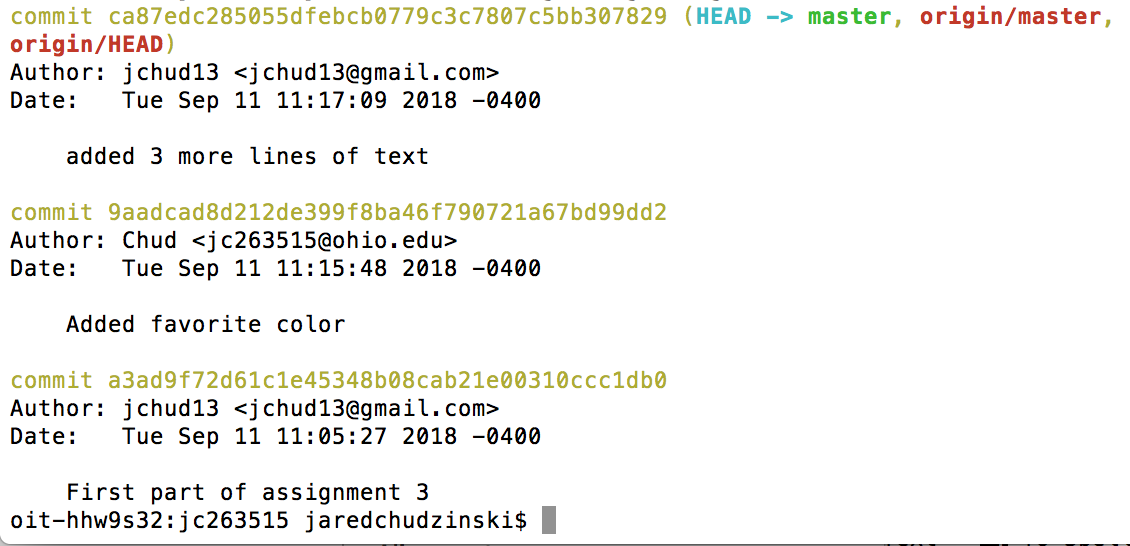 commit ca87edc285055dfebcb0779c3c7807c5bb307829 (HEAD -> master, origin/master,
origin/HEAD)
Author: jchud13 <jchud13@gmail.com>
Date:   Tue Sep 11 11:17:09 2018 -0400
    added 3 more lines of text
commit 9aadcad8d212de399f8ba46f790721a67bd99dd2
Author: Chud <jc263515@ohio.edu>
Date:   Tue Sep 11 11:15:48 2018 -0400
    Added favorite color
commit a3ad9f72d61c1e45348b08cab21e00310ccc1db0
Author: jchud13 <jchud13@gmail.com>
Date:   Tue Sep 11 11:05:27 2018 -0400
    First part of assignment 3
oit-hhw9s32:jc263515 jaredchudzinski$